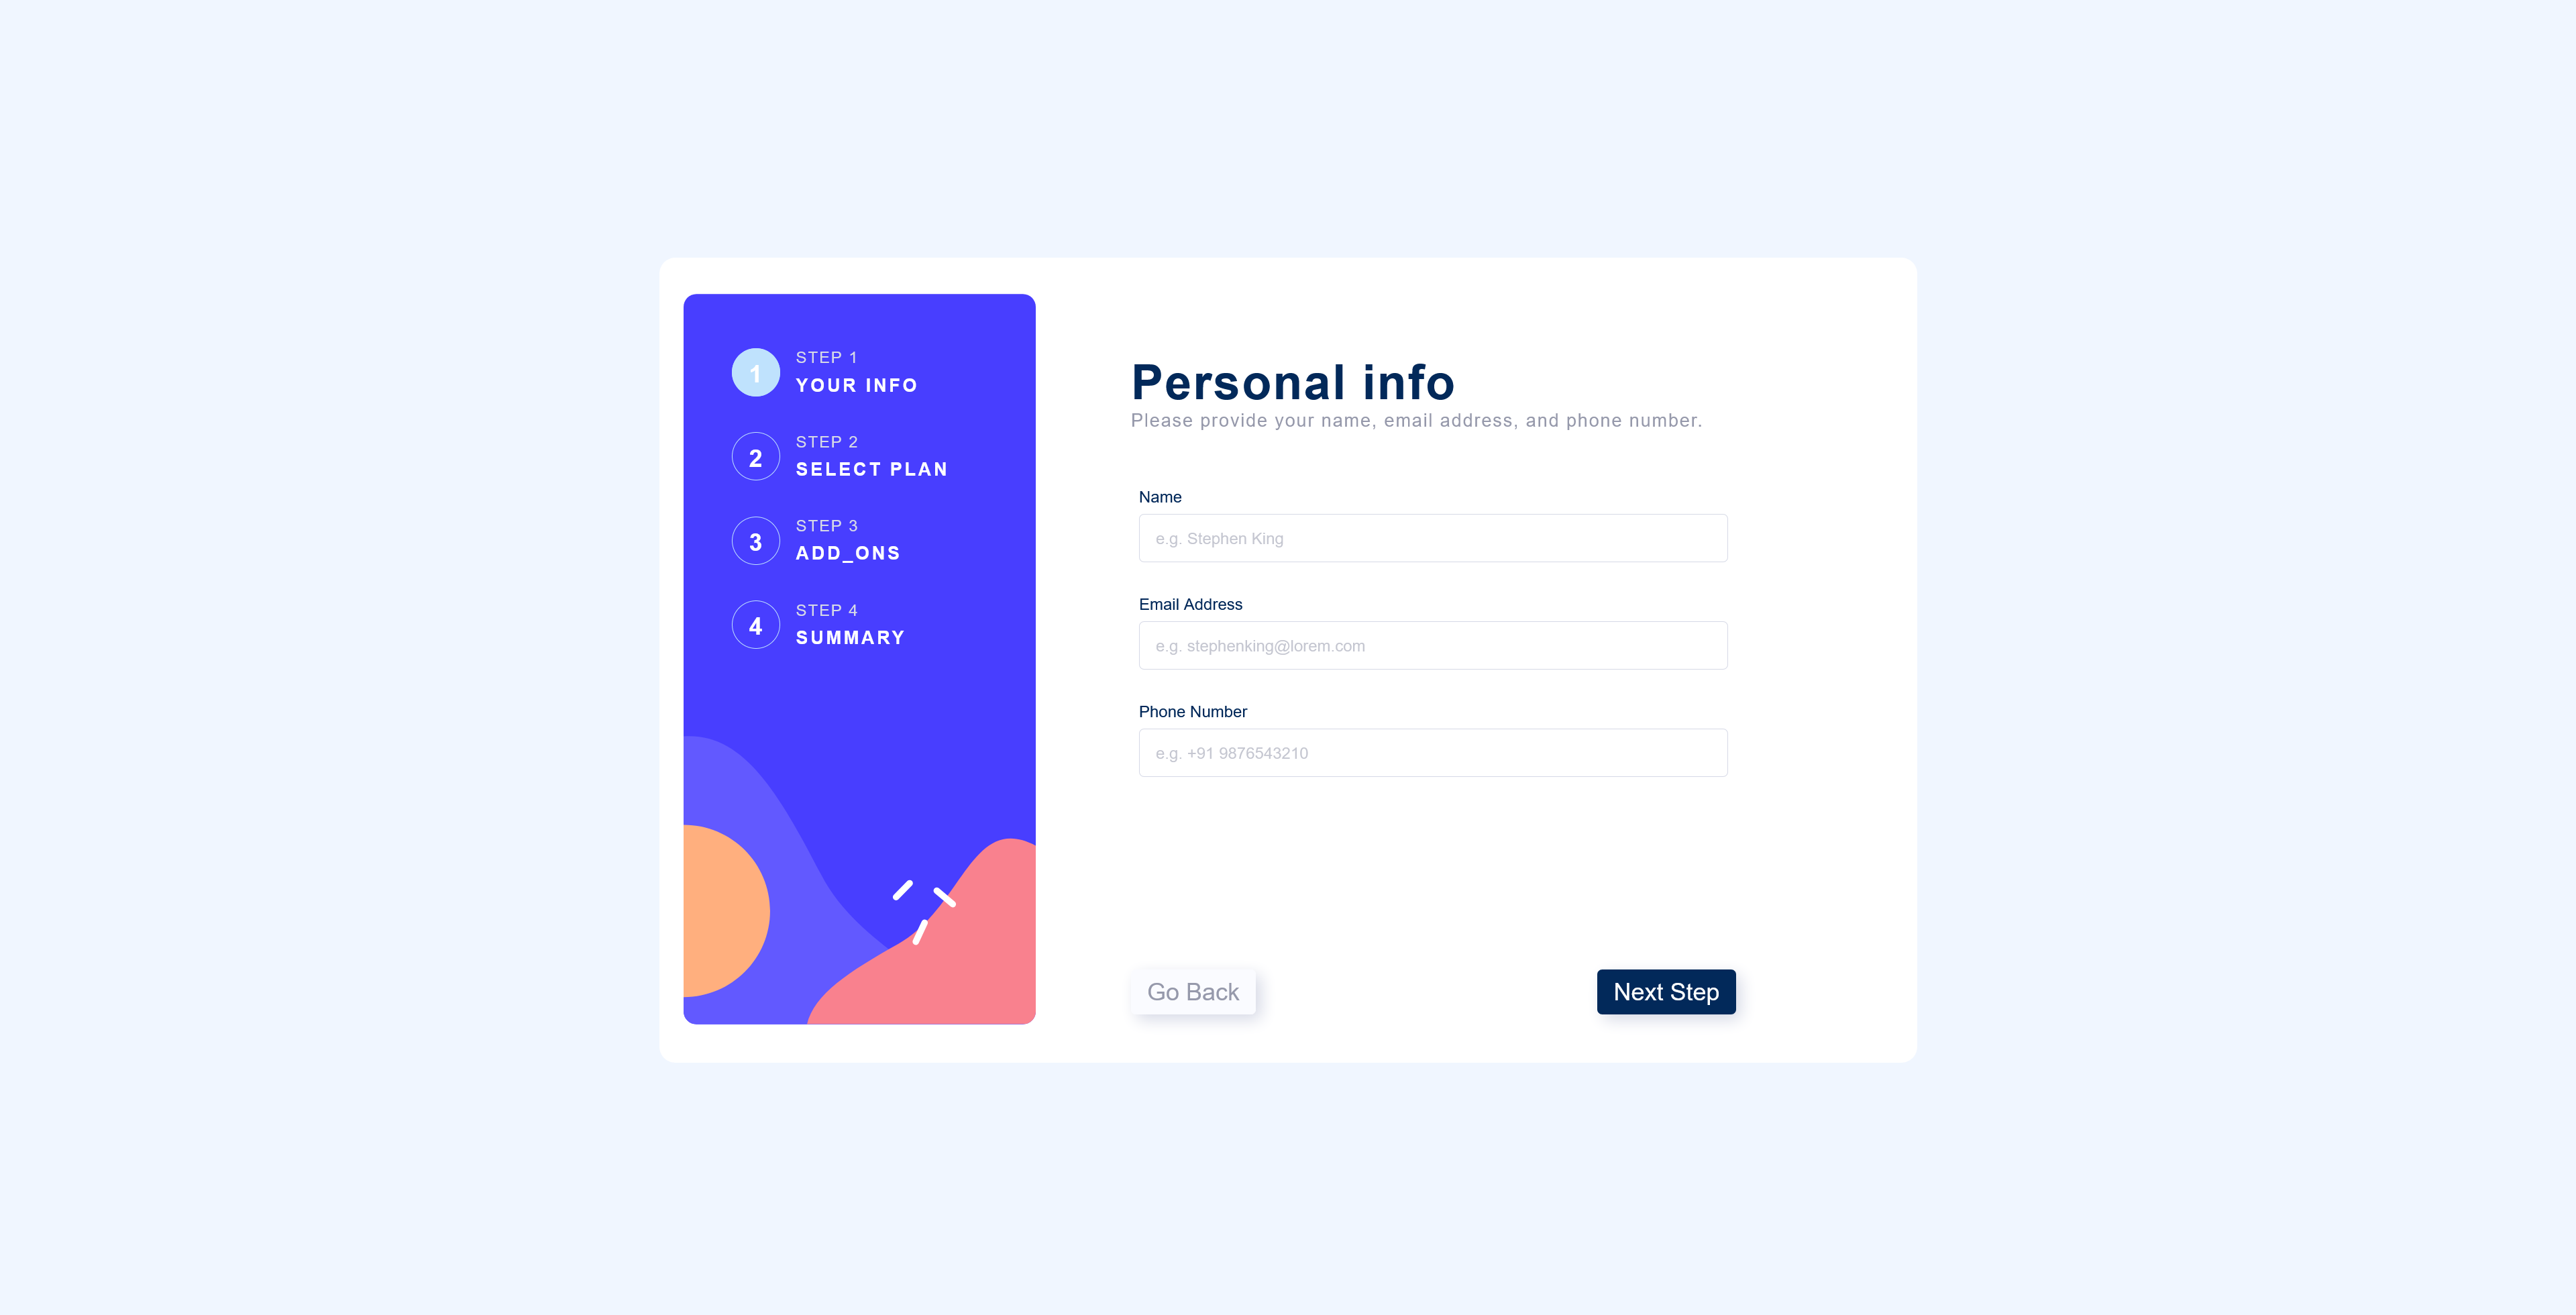 1
STEP 1
YOUR INFO
2
STEP 2
SELECT PLAN
3
STEP 3
ADD_ONS
4
STEP 4
SUMMARY
Personal info
Please provide your name, email address, and phone number.
Name
e.g. Stephen King
Email Address
e.g. stephenking@lorem.com
Phone Number
e.g. +91 9876543210
Go Back
Next Step